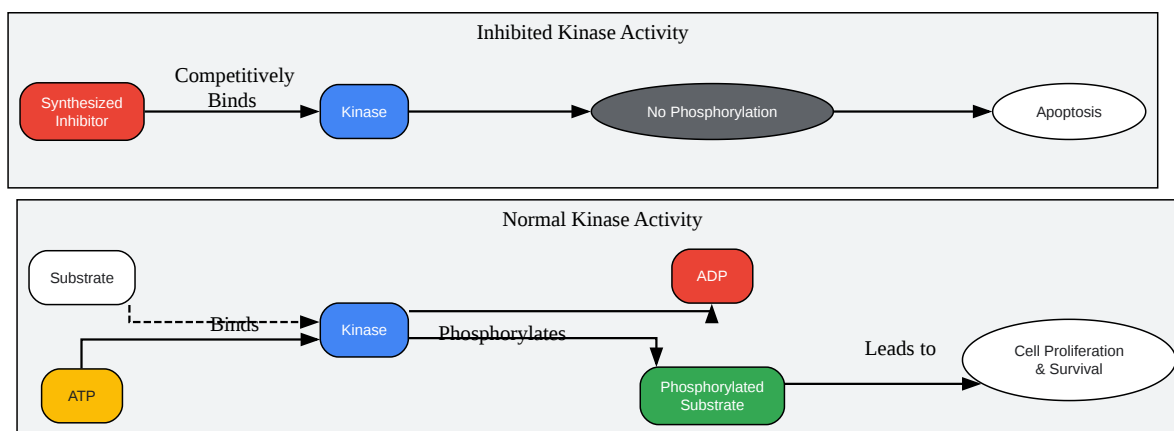 Inhibited Kinase Activity
Competitively
Binds
Synthesized
Inhibitor
Kinase
No Phosphorylation
Apoptosis
Normal Kinase Activity
Substrate
ADP
Binds
Kinase
Phosphorylates
Leads to
Cell Proliferation
& Survival
ATP
Phosphorylated
Substrate